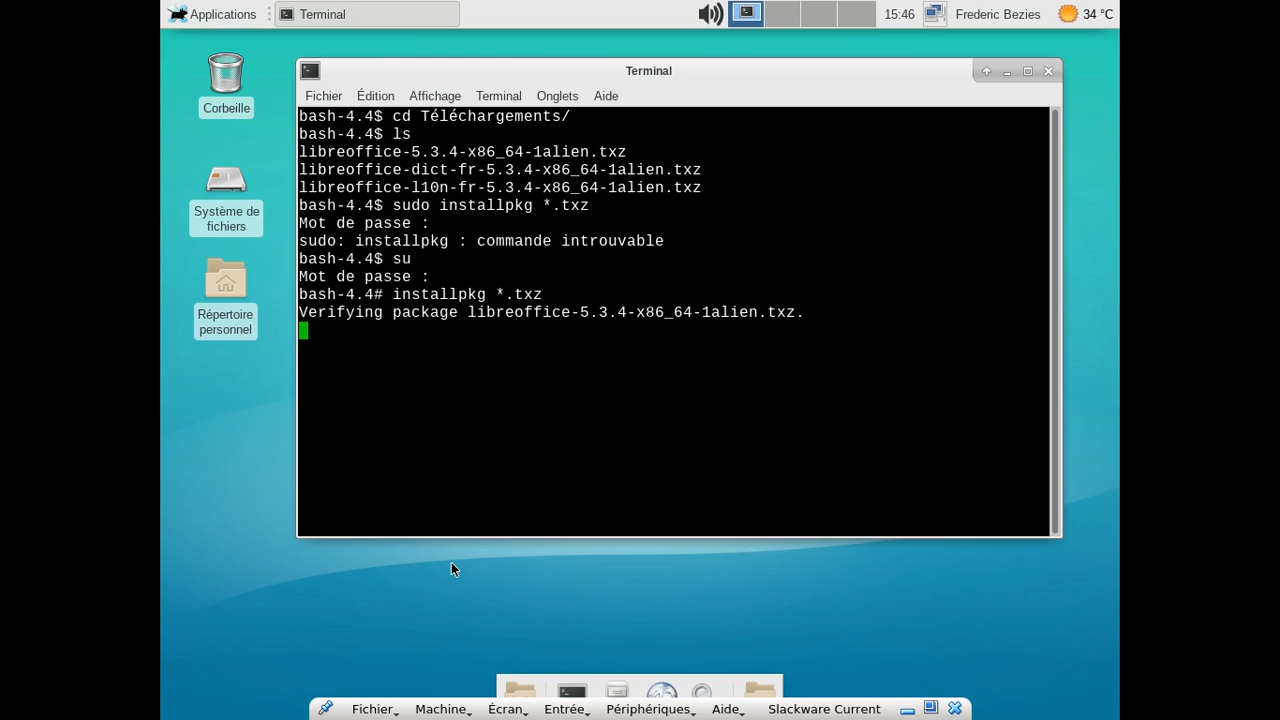 Applications
Terminal
15:46
Frederic Bezies
34 °C
Corbeille
Système de
fichiers
Répertoire
personnel
Terminal
Fichier Édition Affichage Terminal Onglets Aide
bash-4.4$ cd Téléchargements/
bash-4.4$ ls
libreoffice-5.3.4-x86_64-1alien.txz
libreoffice-dict-fr-5.3.4-x86_64-1alien.txz
libreoffice-l10n-fr-5.3.4-x86_64-1alien.txz
bash-4.4$ sudo installpkg *.txz
Mot de passe :
sudo: installpkg : commande introuvable
bash-4.4$ su
Mot de passe :
bash-4.4# installpkg *.txz
Verifying package libreoffice-5.3.4-x86_64-1alien.txz.
Fichier Machine Écran Entrée Périphériques Aide Slackware Current